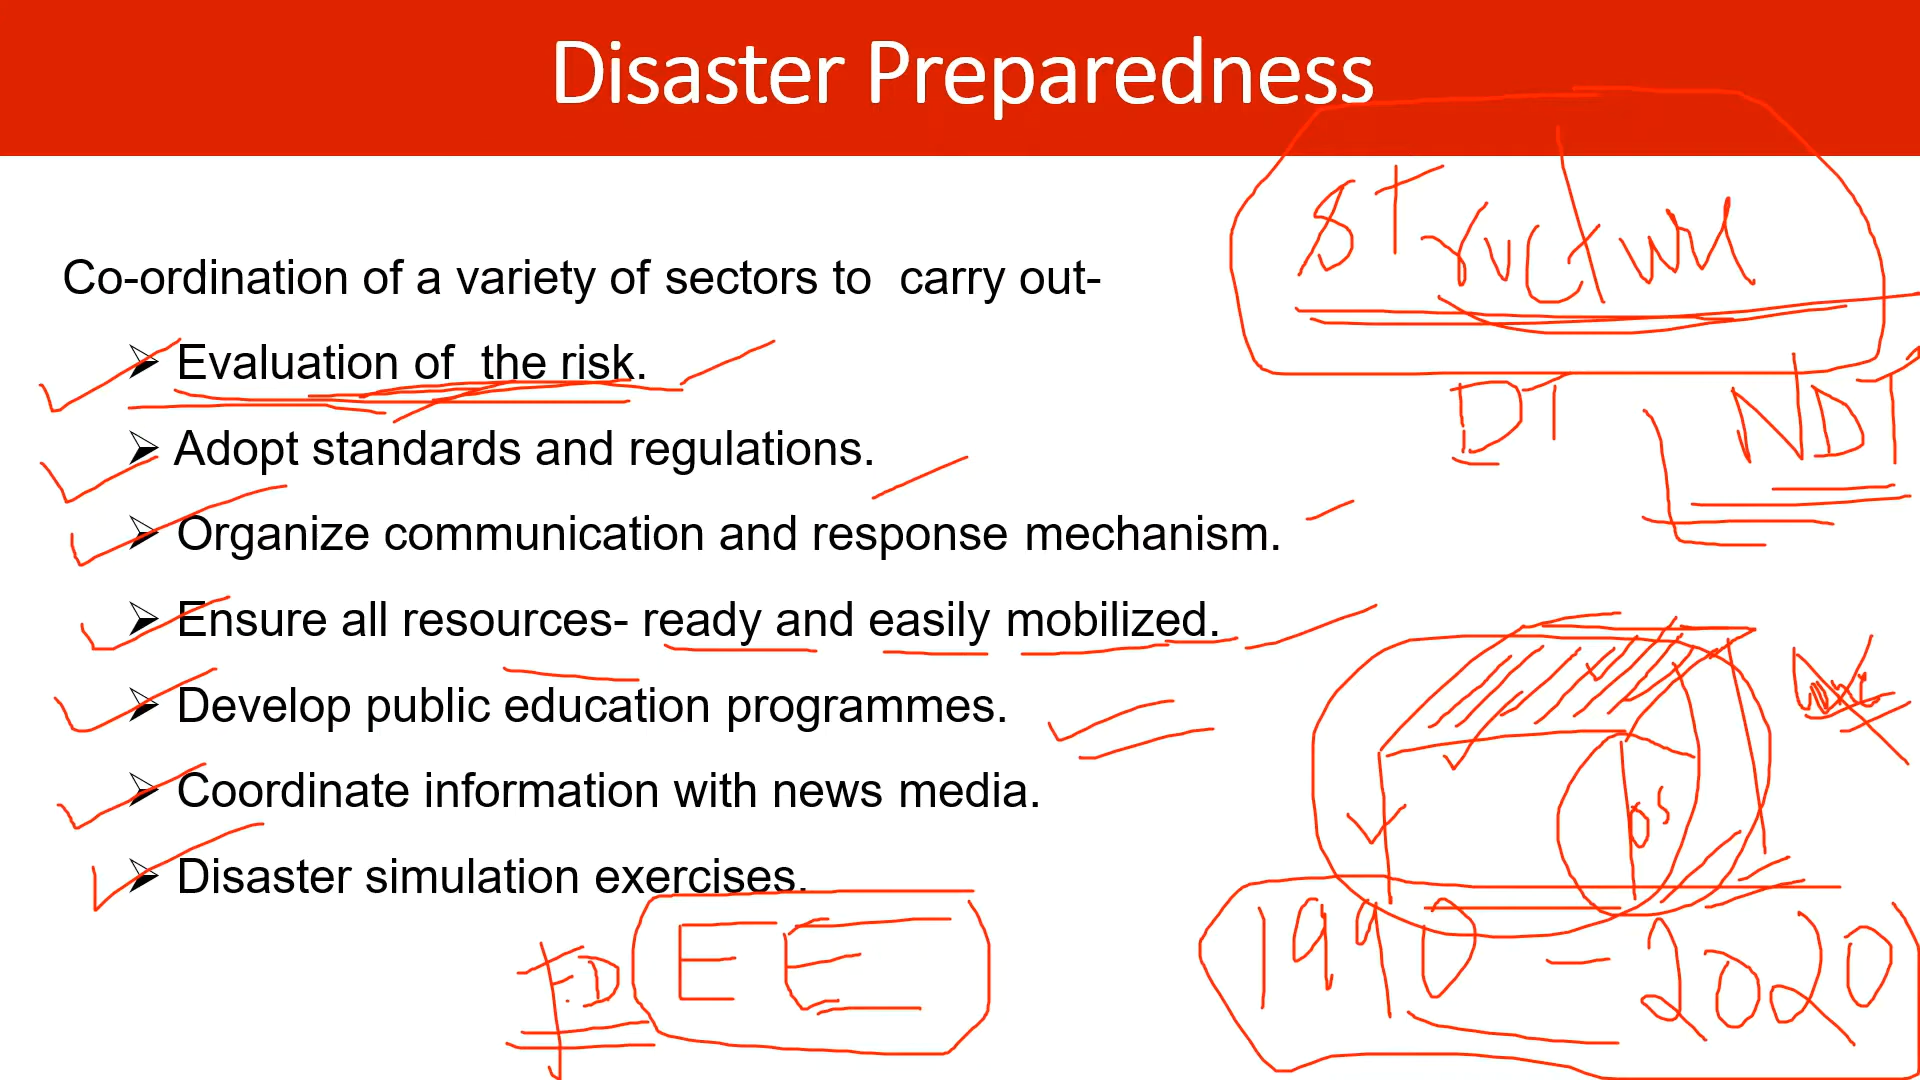 Disaster Preparedness
Structure
Co-ordination of a variety of sectors to  carry out-
➢ Evaluation of  the risk.
DT NDT
➢ Adopt standards and regulations.
➢ Organize communication and response mechanism.
➢ Ensure all resources- ready and easily mobilized.
➢ Develop public education programmes.
➢ Coordinate information with news media.
➢ Disaster simulation exercises.
F.D EE
1990 - 2020